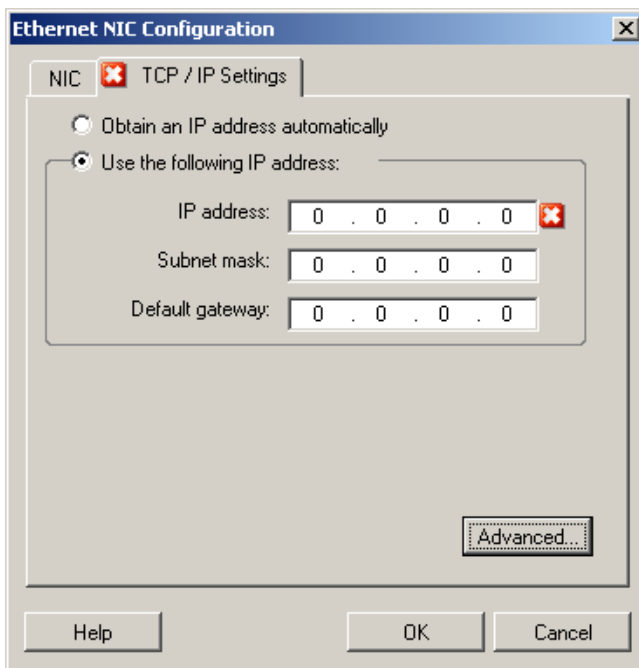 Ethernet NIC Configuration
NIC TCP / IP Settings
Obtain an IP address automatically
Use the following IP address:
IP address: 0 . 0 . 0 . 0
Subnet mask: 0 . 0 . 0 . 0
Default gateway: 0 . 0 . 0 . 0
Advanced...
Help OK Cancel